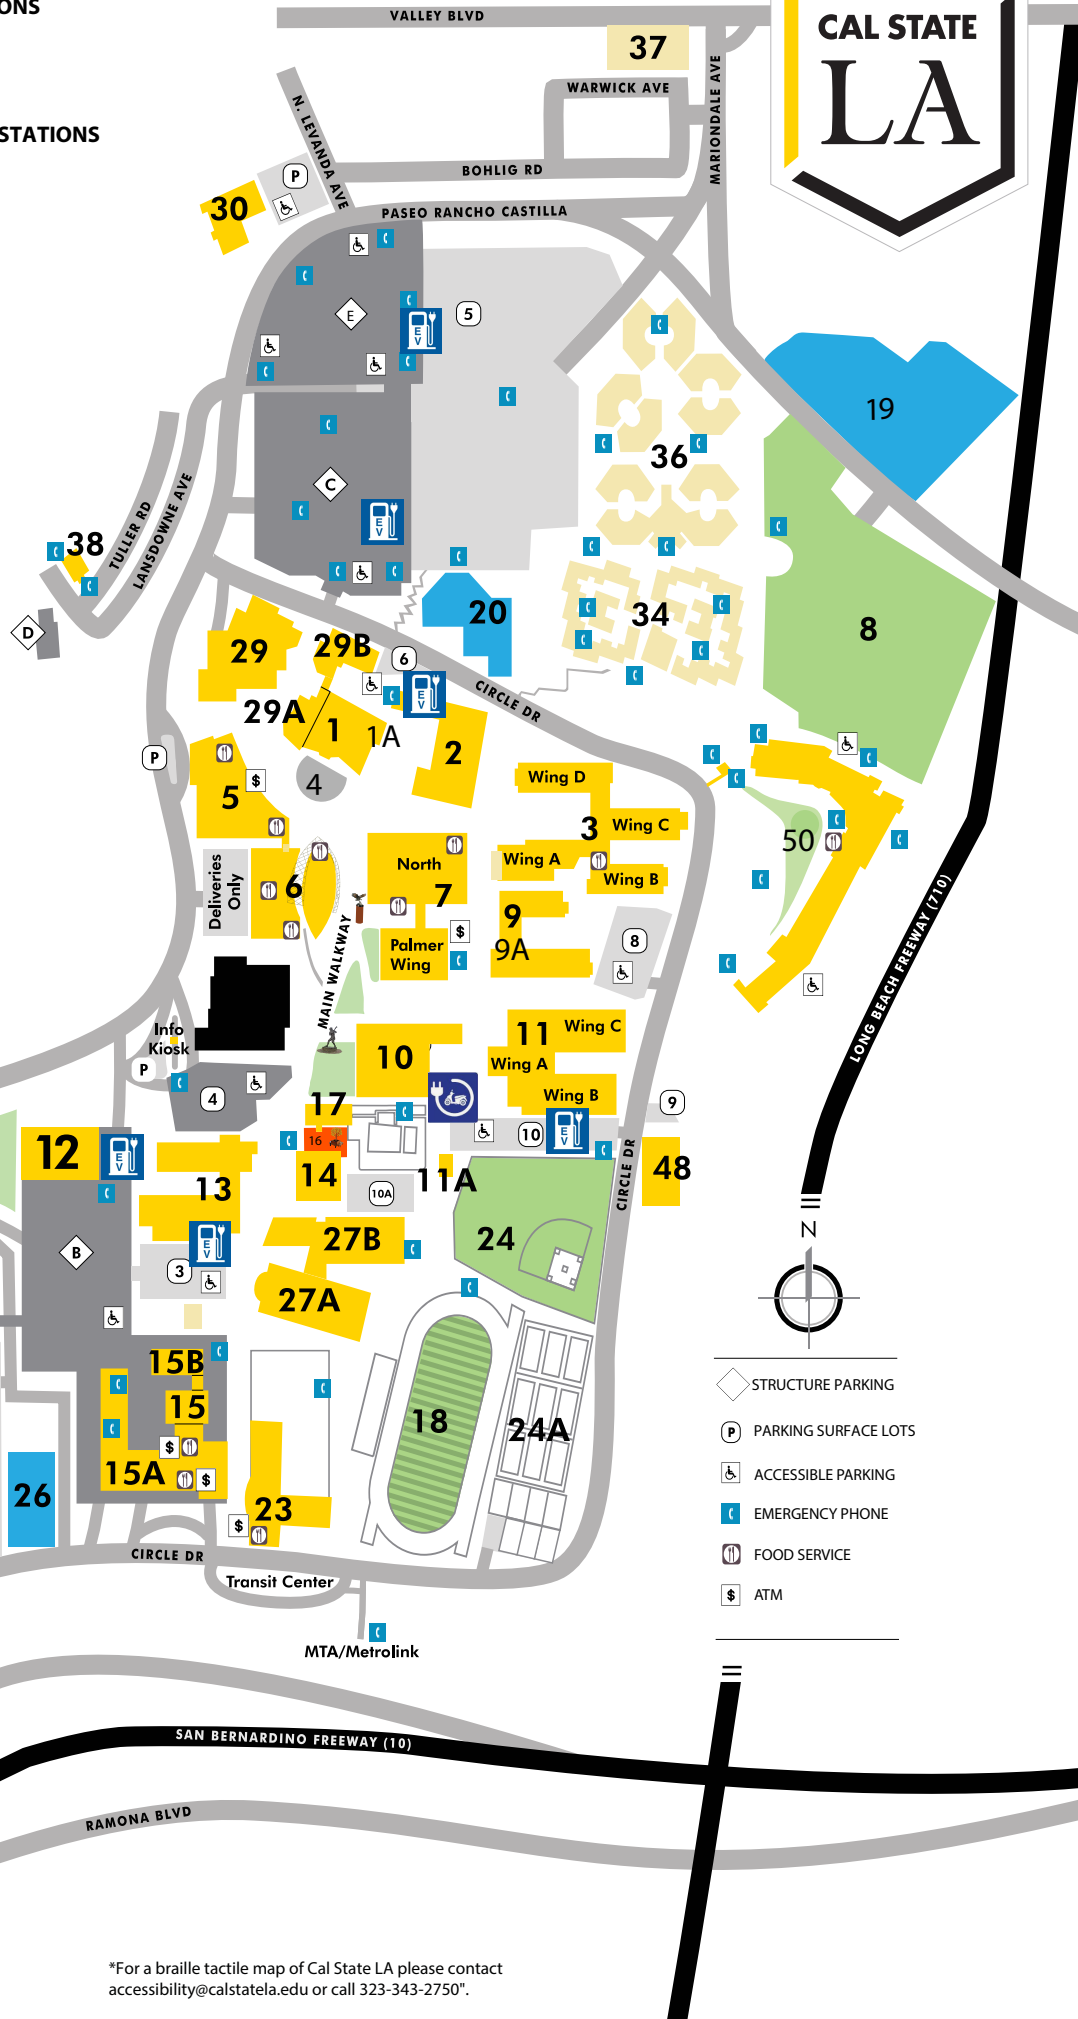 ONS
STATIONS
VALLEY BLVD
CAL STATE
LA
37
WARWICK AVE
MARIONDALE AVE
N. LEVANDA AVE
BOHLIG RD
P
30
PASEO RANCHO CASTILLA
E
EV
5
19
36
C
EV
TULLER RD
LANSDOWNE AVE
38
D
20
34
8
29
29B
6
EV
CIRCLE DR
29A
1
1A
2
P
4
5
$
Wing D
3
Wing C
Wing A
Wing B
50
North
7
Deliveries
Only
6
9
9A
8
$
Palmer
Wing
MAIN WALKWAY
LONG BEACH FREEWAY (710)
Info
Kiosk
P
4
10
11
Wing C
Wing A
Wing B
9
17
16
10
EV
12
EV
13
14
10A
11A
48
CIRCLE DR
N
24
27B
B
EV
3
27A
STRUCTURE PARKING
P
PARKING SURFACE LOTS
ACCESSIBLE PARKING
EMERGENCY PHONE
FOOD SERVICE
$
ATM
15B
15
18
24A
$
15A
$
26
23
$
CIRCLE DR
Transit Center
MTA/Metrolink
SAN BERNARDINO FREEWAY (10)
RAMONA BLVD
*For a braille tactile map of Cal State LA please contact
accessibility@calstatela.edu or call 323-343-2750".